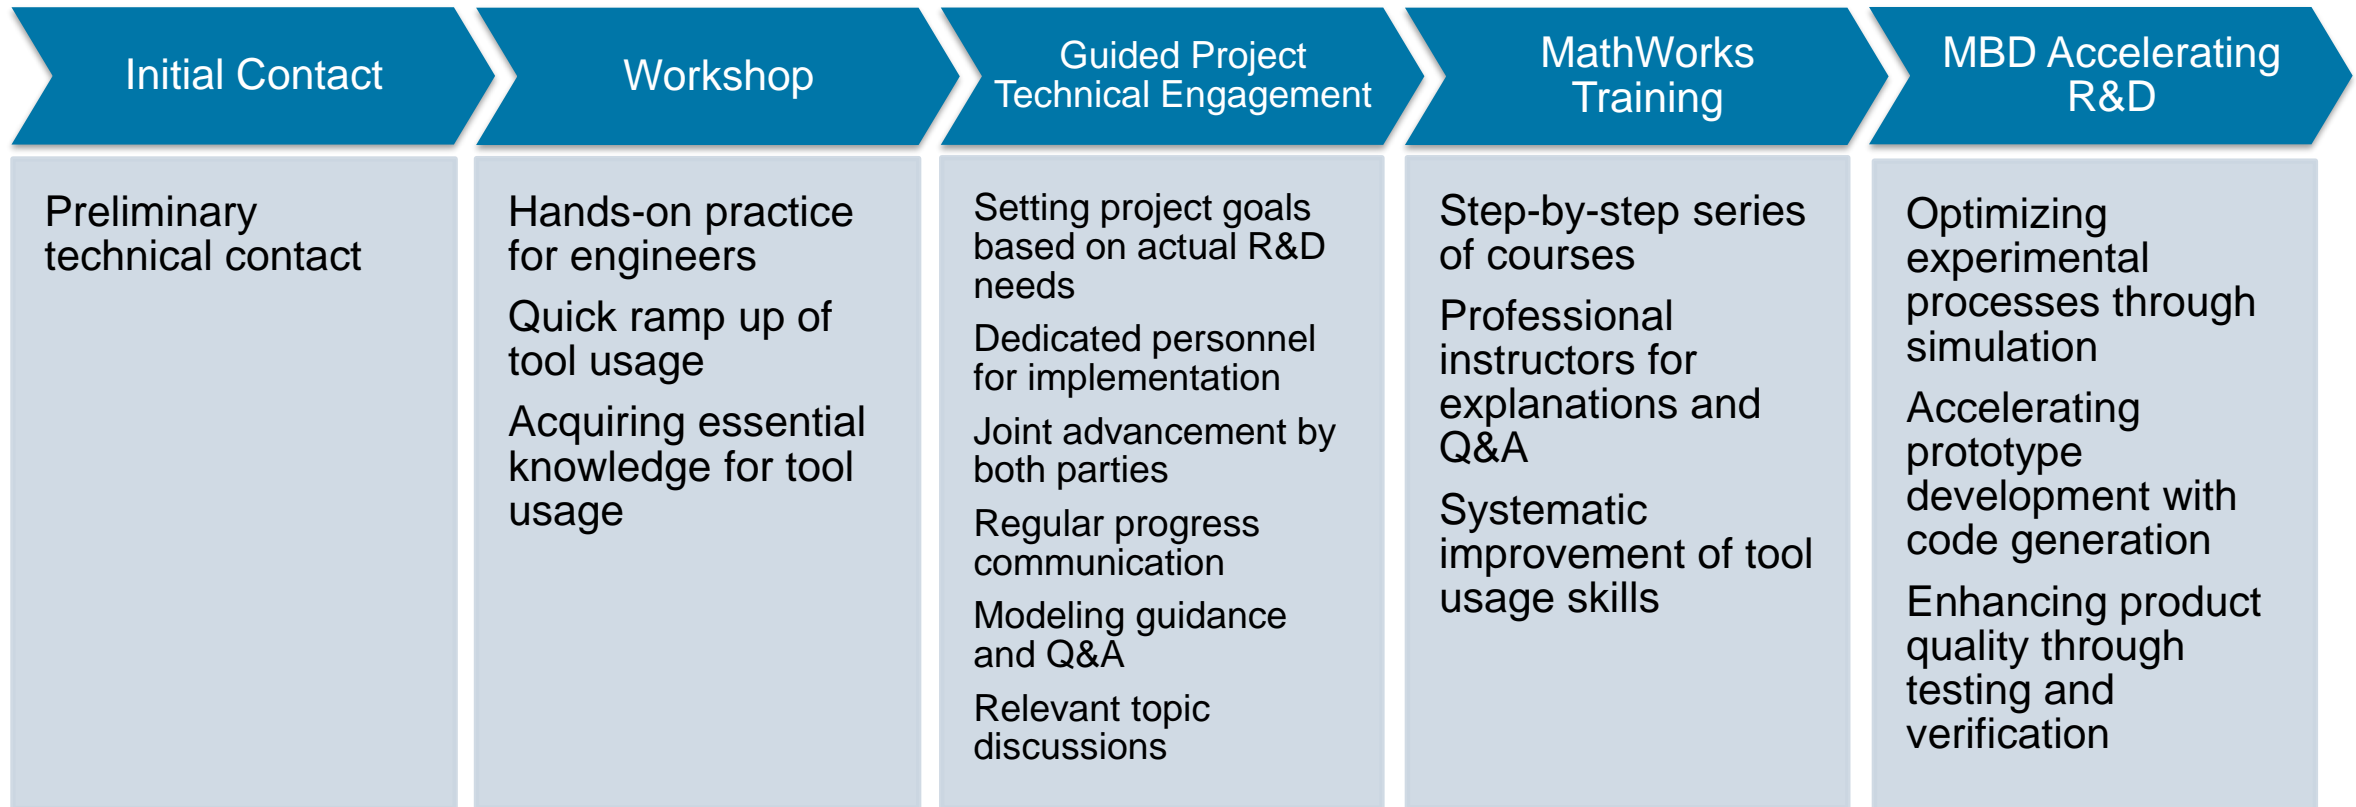 Initial Contact
Workshop
Guided Project
Technical Engagement
MathWorks
Training
MBD Accelerating
R&D
Preliminary
technical contact
Hands-on practice
for engineers
Quick ramp up of
tool usage
Acquiring essential
knowledge for tool
usage
Setting project goals
based on actual R&D
needs
Dedicated personnel
for implementation
Joint advancement by
both parties
Regular progress
communication
Modeling guidance
and Q&A
Relevant topic
discussions
Step-by-step series
of courses
Professional
instructors for
explanations and
Q&A
Systematic
improvement of tool
usage skills
Optimizing
experimental
processes through
simulation
Accelerating
prototype
development with
code generation
Enhancing product
quality through
testing and
verification